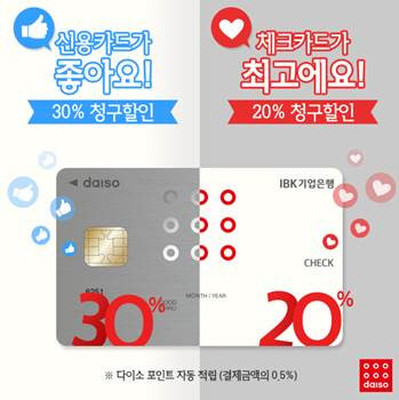 신용카드가
좋아요!
30% 청구할인
체크카드가
최고에요!
20% 청구할인
daiso
IBK기업은행
CHECK
6251
MONTH / YEAR
GOOD
THRU
30%
20%
※ 다이소 포인트 자동 적립 (결제금액의 0.5%)
daiso